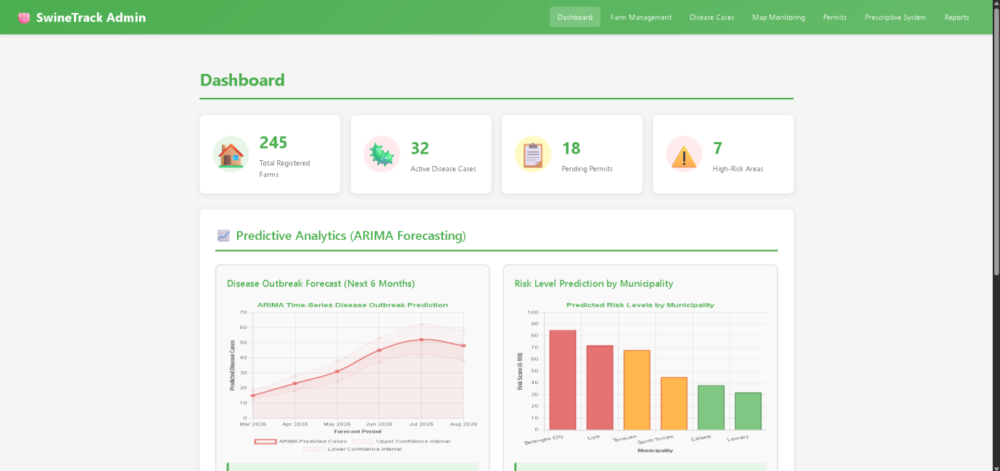 SwineTrack Admin
Dashboard Farm Management Disease Cases Map Monitoring Permits Prescriptive System Reports
Dashboard
245
Total Registered
Farms
32
Active Disease Cases
18
Pending Permits
7
High-Risk Areas
Predictive Analytics (ARIMA Forecasting)
Disease Outbreak Forecast (Next 6 Months)
ARIMA Time-Series Disease Outbreak Prediction
70
60
50
40
30
20
10
0
Predicted Disease Cases
Mar 2026 Apr 2026 May 2026 Jun 2026 Jul 2026 Aug 2026
Forecast Period
ARIMA Predicted Cases Upper Confidence Interval
Lower Confidence Interval
Risk Level Prediction by Municipality
Predicted Risk Levels by Municipality
100
90
80
70
60
50
40
30
20
10
0
Risk Score (0-100)
Batangas City Lipa Tanauan Santo Tomas Calaca Lemery
Municipality